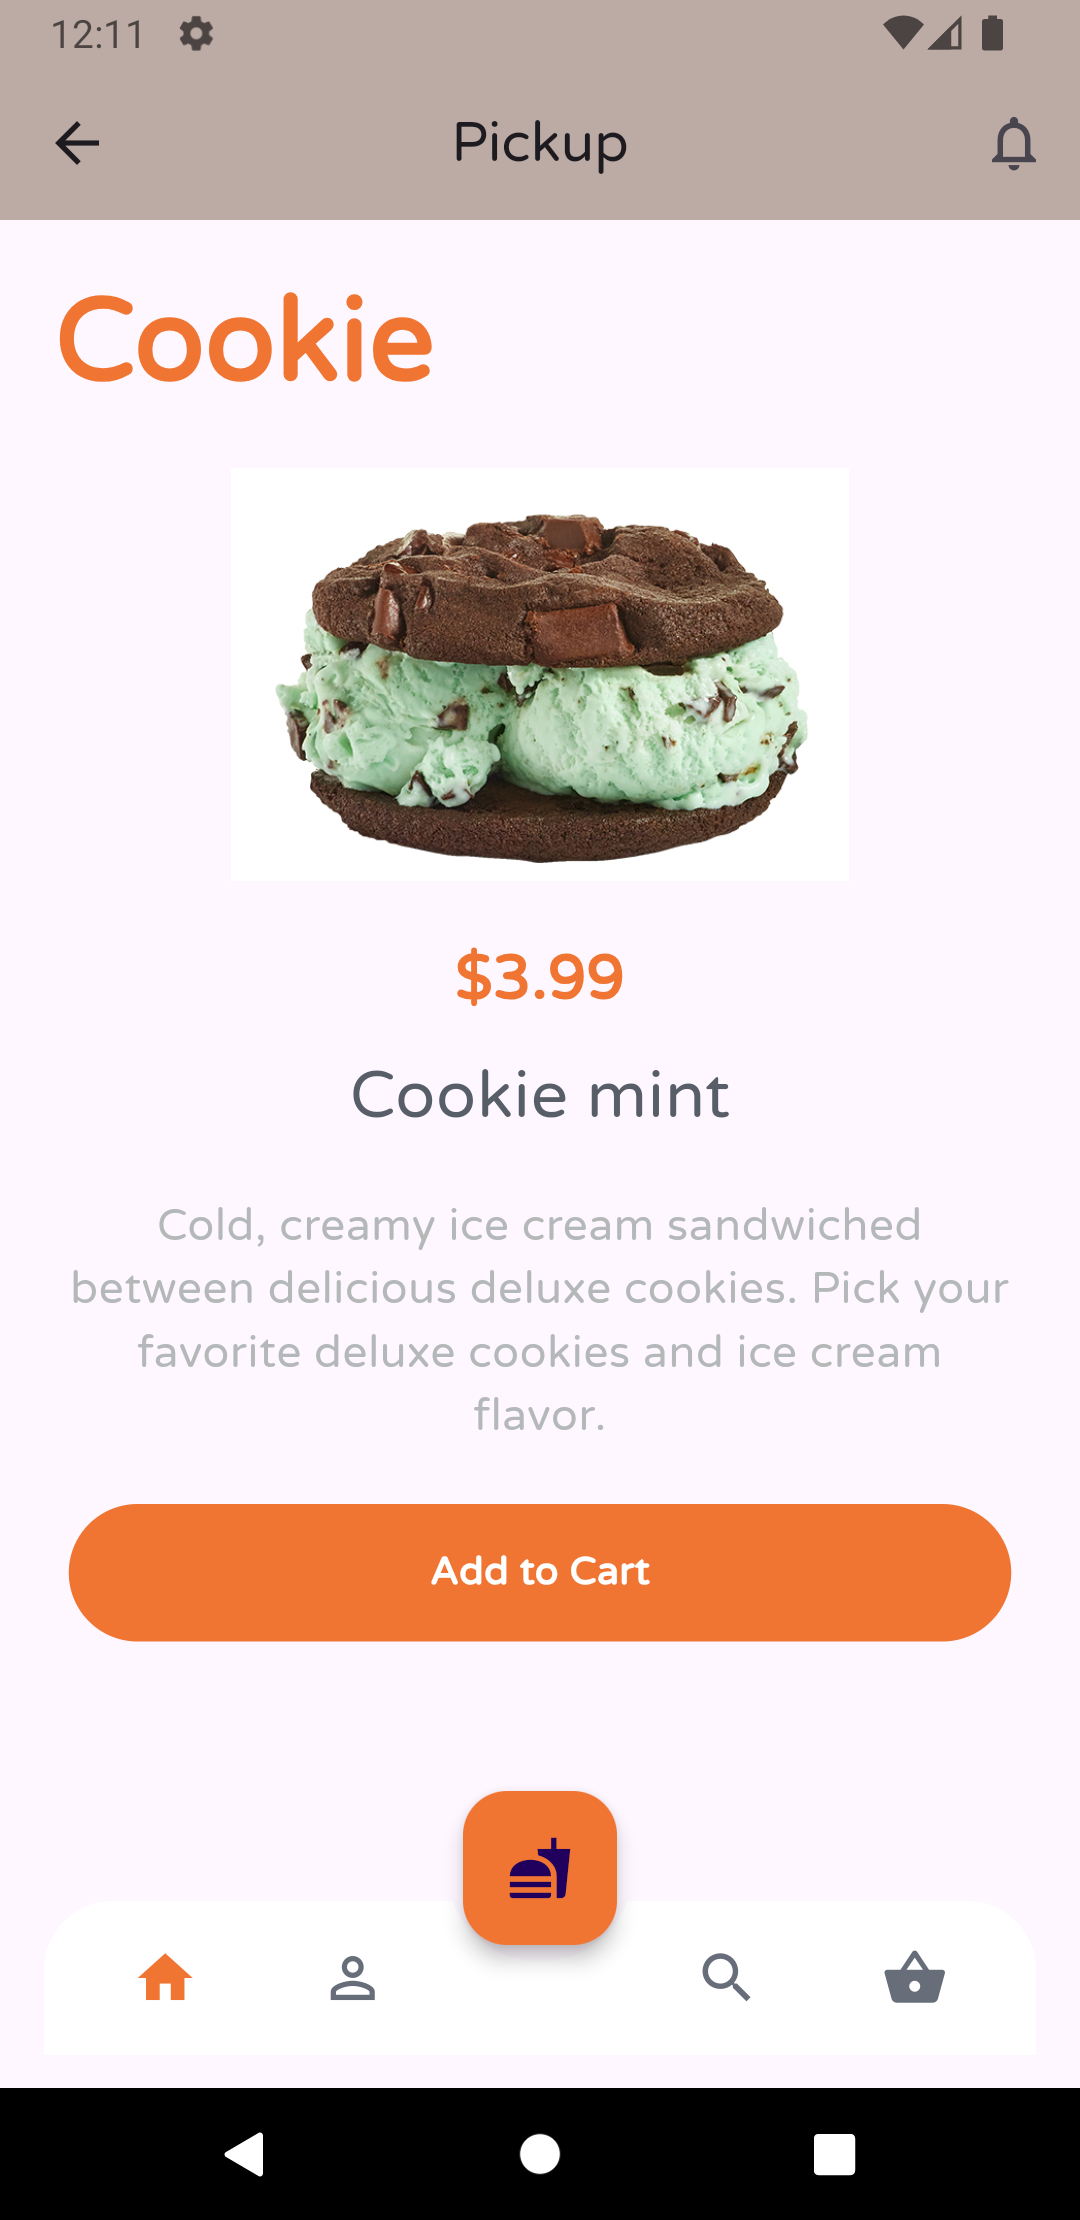 12:11
Pickup
Cookie
$3.99
Cookie mint
Cold, creamy ice cream sandwiched
between delicious deluxe cookies. Pick your
favorite deluxe cookies and ice cream
flavor.
Add to Cart